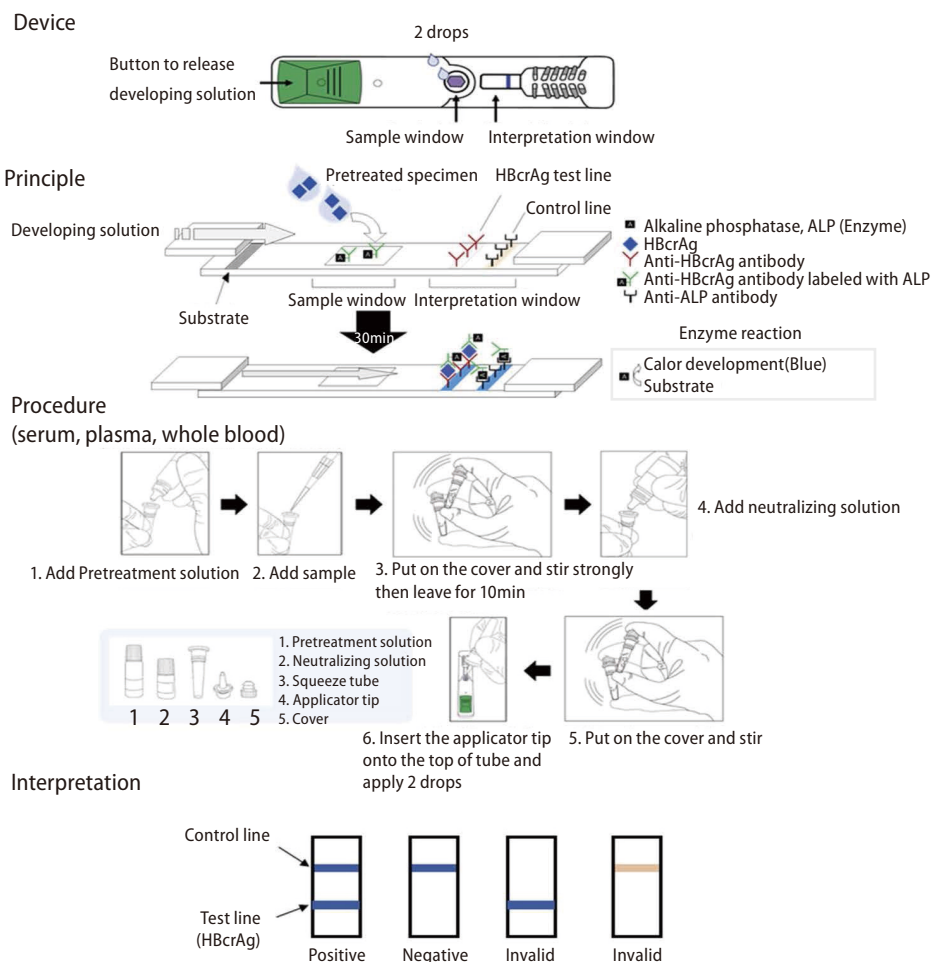 Device
2 drops
Button to release
developing solution
Sample window
Interpretation window
Principle
Pretreated specimen
HBcrAg test line
Control line
Developing solution
A Alkaline phosphatase, ALP (Enzyme)
HBcrAg
Anti-HBcrAg antibody
A Anti-HBcrAg antibody labeled with ALP
Anti-ALP antibody
A
A
Sample window
Interpretation window
Substrate
30min
Enzyme reaction
A
A
A
A
A Calor development(Blue)
Substrate
Procedure
(serum, plasma, whole blood)
1. Add Pretreatment solution
2. Add sample
3. Put on the cover and stir strongly
then leave for 10min
4. Add neutralizing solution
1. Pretreatment solution
2. Neutralizing solution
3. Squeeze tube
4. Applicator tip
5. Cover
1 2 3 4 5
6. Insert the applicator tip
onto the top of tube and
apply 2 drops
5. Put on the cover and stir
Interpretation
Control line
Test line
(HBcrAg)
Positive
Negative
Invalid
Invalid